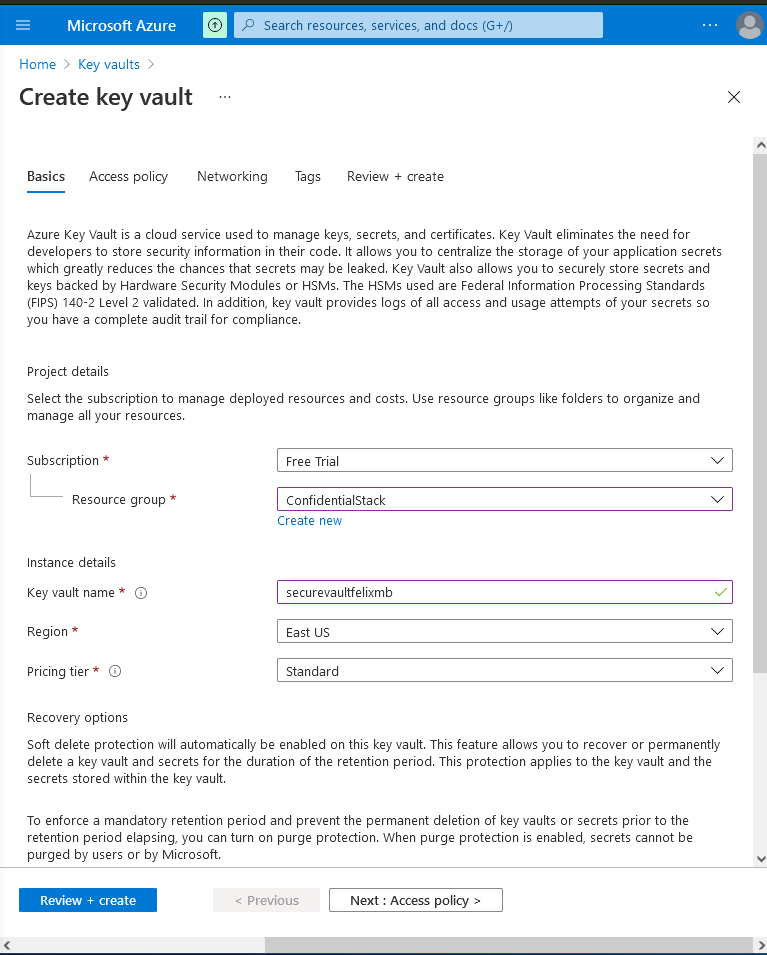 Microsoft Azure
Search resources, services, and docs (G+/)
...
Home > Key vaults >
Create key vault ...
Basics Access policy Networking Tags Review + create
Azure Key Vault is a cloud service used to manage keys, secrets, and certificates. Key Vault eliminates the need for
developers to store security information in their code. It allows you to centralize the storage of your application secrets
which greatly reduces the chances that secrets may be leaked. Key Vault also allows you to securely store secrets and
keys backed by Hardware Security Modules or HSMs. The HSMs used are Federal Information Processing Standards
(FIPS) 140-2 Level 2 validated. In addition, key vault provides logs of all access and usage attempts of your secrets so
you have a complete audit trail for compliance.
Project details
Select the subscription to manage deployed resources and costs. Use resource groups like folders to organize and
manage all your resources.
Subscription * Free Trial
Resource group * ConfidentialStack
Create new
Instance details
Key vault name * securevaultfelixmb
Region * East US
Pricing tier * Standard
Recovery options
Soft delete protection will automatically be enabled on this key vault. This feature allows you to recover or permanently
delete a key vault and secrets for the duration of the retention period. This protection applies to the key vault and the
secrets stored within the key vault.
To enforce a mandatory retention period and prevent the permanent deletion of key vaults or secrets prior to the
retention period elapsing, you can turn on purge protection. When purge protection is enabled, secrets cannot be
purged by users or by Microsoft.
Review + create < Previous Next : Access policy >